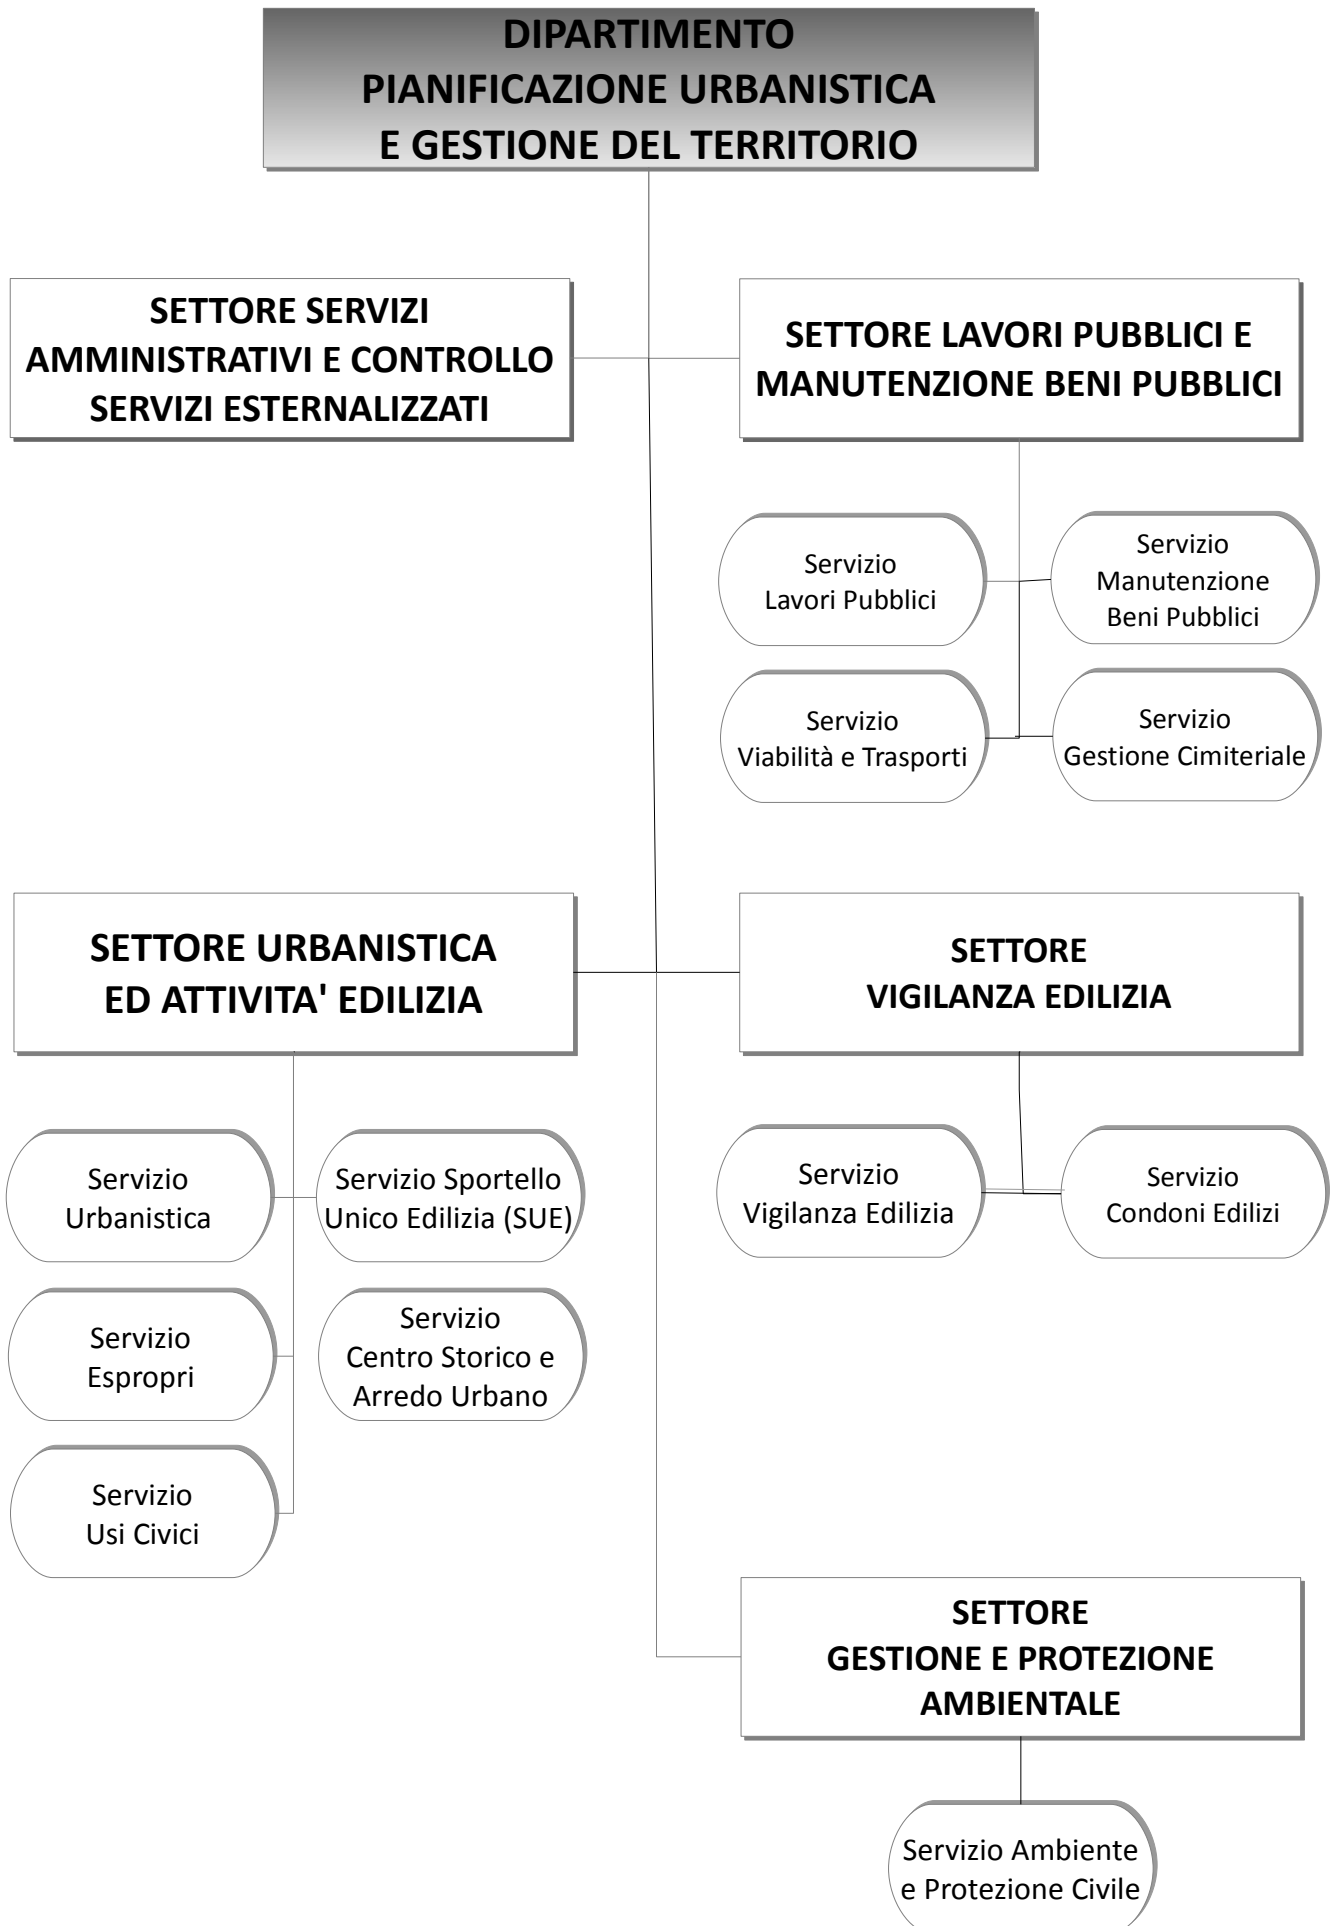 DIPARTIMENTO
PIANIFICAZIONE URBANISTICA
E GESTIONE DEL TERRITORIO
SETTORE SERVIZI
AMMINISTRATIVI E CONTROLLO
SERVIZI ESTERNALIZZATI
SETTORE LAVORI PUBBLICI E
MANUTENZIONE BENI PUBBLICI
Servizio
Lavori Pubblici
Servizio
Manutenzione
Beni Pubblici
Servizio
Viabilità e Trasporti
Servizio
Gestione Cimiteriale
SETTORE URBANISTICA
ED ATTIVITA' EDILIZIA
SETTORE
VIGILANZA EDILIZIA
Servizio
Urbanistica
Servizio Sportello
Unico Edilizia (SUE)
Servizio
Vigilanza Edilizia
Servizio
Condoni Edilizi
Servizio
Espropri
Servizio
Centro Storico e
Arredo Urbano
Servizio
Usi Civici
SETTORE
GESTIONE E PROTEZIONE
AMBIENTALE
Servizio Ambiente
e Protezione Civile